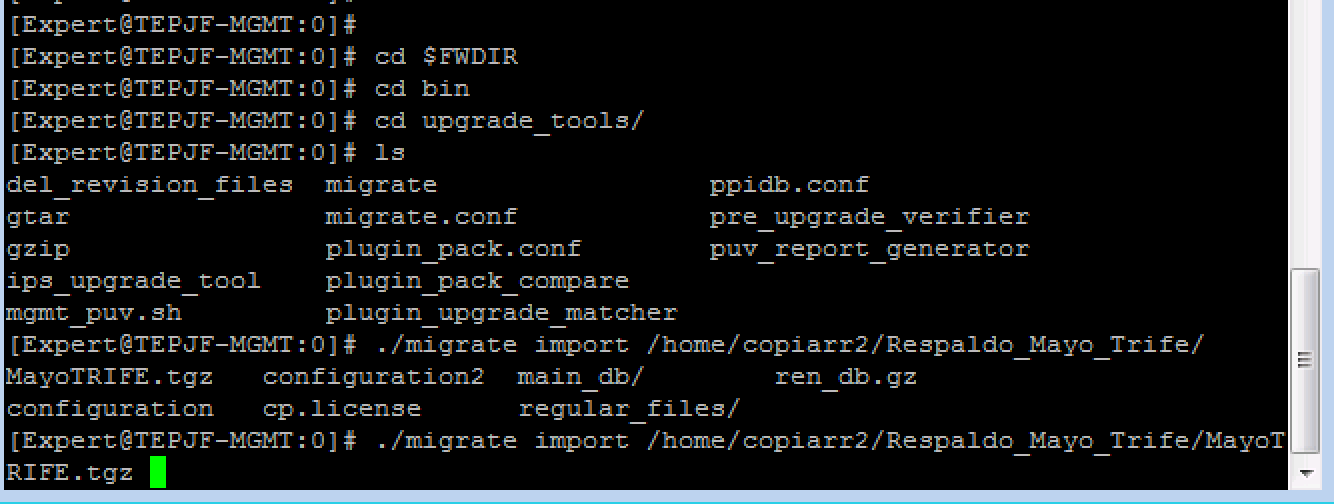 [Expert@TEPJF-MGMT:0]#
[Expert@TEPJF-MGMT:0]# cd $FWDIR
[Expert@TEPJF-MGMT:0]# cd bin
[Expert@TEPJF-MGMT:0]# cd upgrade_tools/
[Expert@TEPJF-MGMT:0]# ls
del_revision_files  migrate                 ppidb.conf
gtar                migrate.conf            pre_upgrade_verifier
gzip                plugin_pack.conf        puv_report_generator
ips_upgrade_tool    plugin_pack_compare
mgmt_puv.sh         plugin_upgrade_matcher
[Expert@TEPJF-MGMT:0]# ./migrate import /home/copiarr2/Respaldo_Mayo_Trife/
MayoTRIFE.tgz   configuration2  main_db/        ren_db.gz
configuration   cp.license      regular_files/
[Expert@TEPJF-MGMT:0]# ./migrate import /home/copiarr2/Respaldo_Mayo_Trife/MayoT
RIFE.tgz